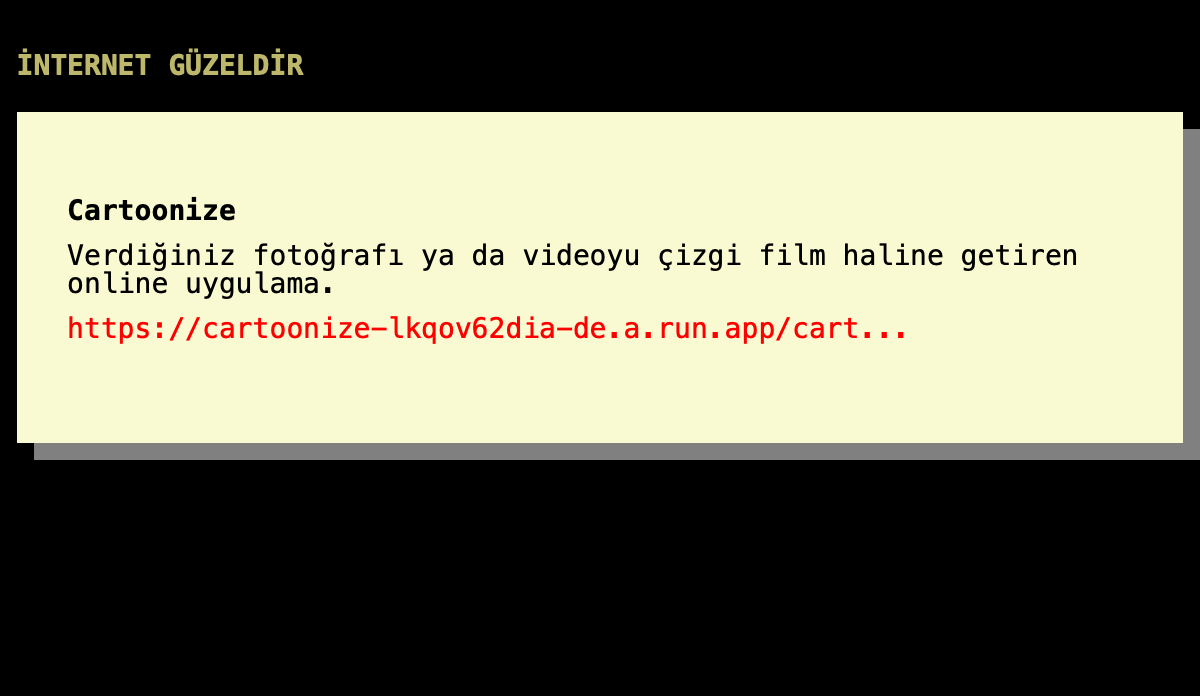 İNTERNET GÜZELDİR
Cartoonize
Verdiğiniz fotoğrafı ya da videoyu çizgi film haline getiren
online uygulama.
https://cartoonize-lkqov62dia-de.a.run.app/cart...